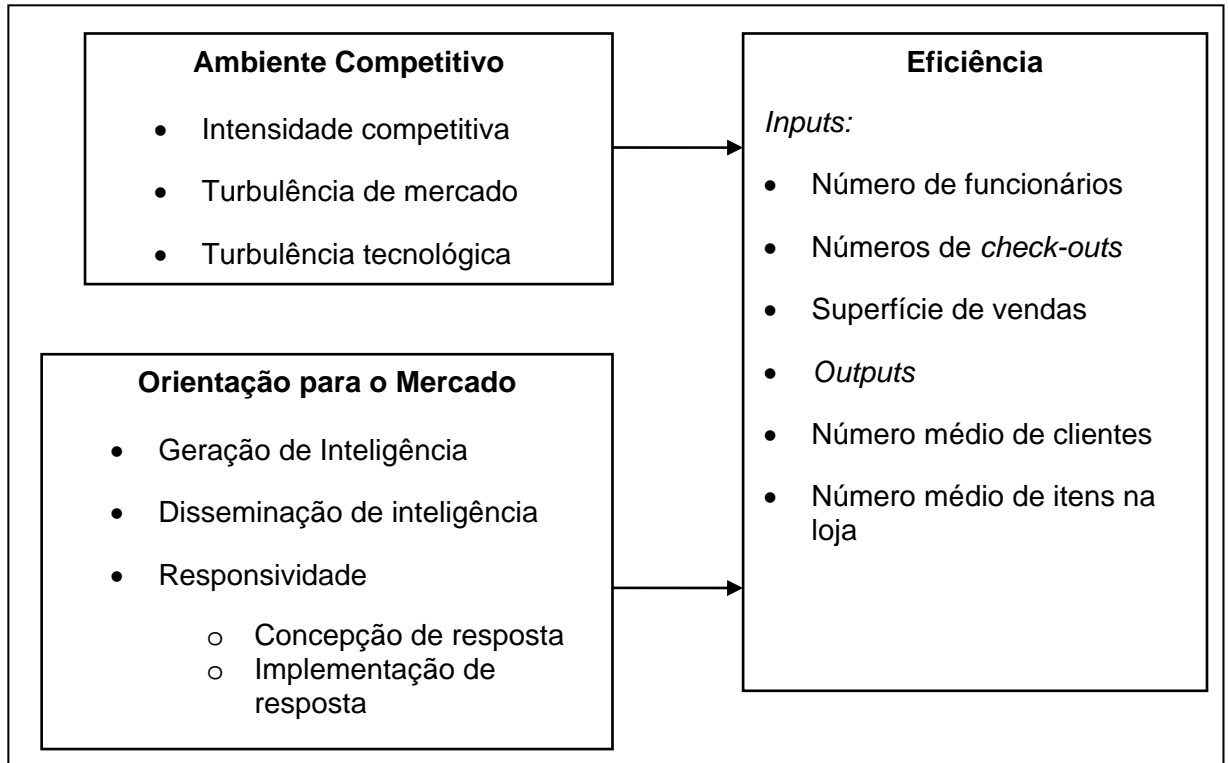 Ambiente Competitivo
• Intensidade competitiva
• Turbulência de mercado
• Turbulência tecnológica
Orientação para o Mercado
• Geração de Inteligência
• Disseminação de inteligência
• Responsividade
o Concepção de resposta
o Implementação de
resposta
Eficiência
Inputs:
• Número de funcionários
• Números de check-outs
• Superfície de vendas
• Outputs
• Número médio de clientes
• Número médio de itens na
loja